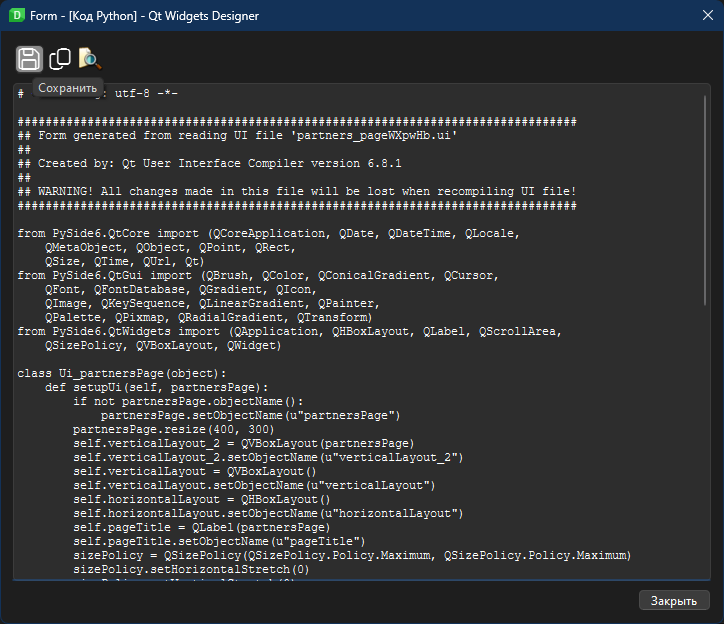 Form - [Код Python] - Qt Widgets Designer
Сохранить
# : utf-8 -*-
################################################################################
## Form generated from reading UI file 'partners_pageWXpwHb.ui'
##
## Created by: Qt User Interface Compiler version 6.8.1
##
## WARNING! All changes made in this file will be lost when recompiling UI file!
################################################################################
from PySide6.QtCore import (QCoreApplication, QDate, QDateTime, QLocale,
    QMetaObject, QObject, QPoint, QRect,
    QSize, QTime, QUrl, Qt)
from PySide6.QtGui import (QBrush, QColor, QConicalGradient, QCursor,
    QFont, QFontDatabase, QGradient, QIcon,
    QImage, QKeySequence, QLinearGradient, QPainter,
    QPalette, QPixmap, QRadialGradient, QTransform)
from PySide6.QtWidgets import (QApplication, QHBoxLayout, QLabel, QScrollArea,
    QSizePolicy, QVBoxLayout, QWidget)
class Ui_partnersPage(object):
    def setupUi(self, partnersPage):
        if not partnersPage.objectName():
            partnersPage.setObjectName(u"partnersPage")
        partnersPage.resize(400, 300)
        self.verticalLayout_2 = QVBoxLayout(partnersPage)
        self.verticalLayout_2.setObjectName(u"verticalLayout_2")
        self.verticalLayout = QVBoxLayout()
        self.verticalLayout.setObjectName(u"verticalLayout")
        self.horizontalLayout = QHBoxLayout()
        self.horizontalLayout.setObjectName(u"horizontalLayout")
        self.pageTitle = QLabel(partnersPage)
        self.pageTitle.setObjectName(u"pageTitle")
        sizePolicy = QSizePolicy(QSizePolicy.Policy.Maximum, QSizePolicy.Policy.Maximum)
        sizePolicy.setHorizontalStretch(0)
Закрыть